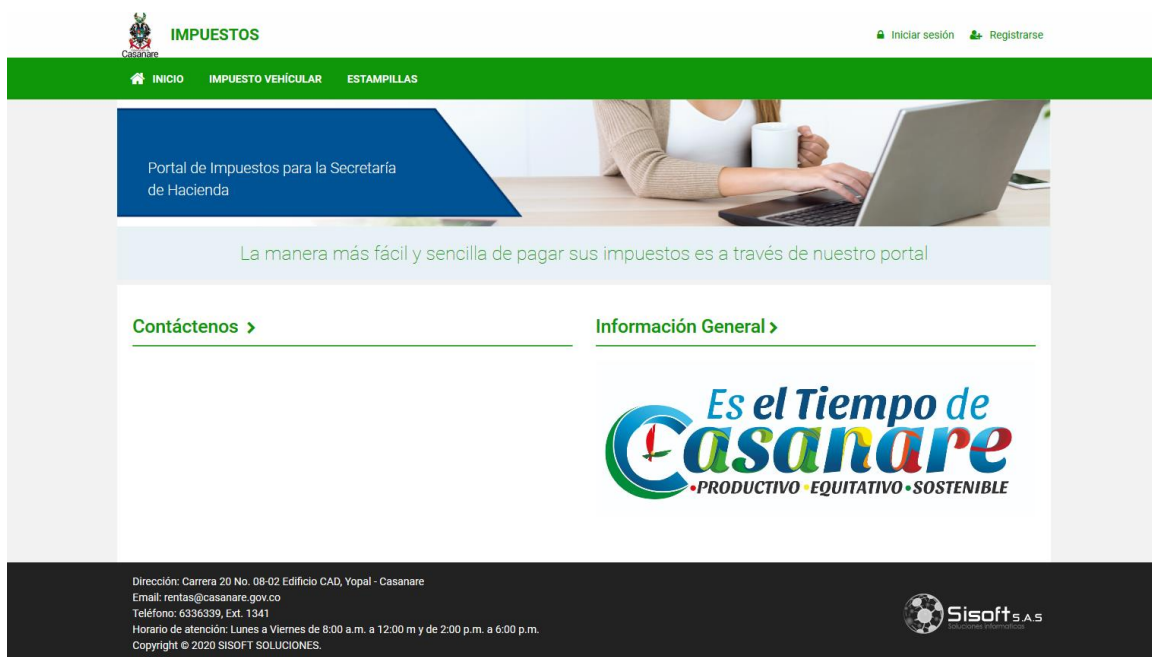 Casanare
IMPUESTOS
Iniciar sesión
Registrarse
INICIO
IMPUESTO VEHÍCULAR
ESTAMPILLAS
Portal de Impuestos para la Secretaría
de Hacienda
La manera más fácil y sencilla de pagar sus impuestos es a través de nuestro portal
Contáctenos
Información General
Es el Tiempo de
Casanare
•PRODUCTIVO•EQUITATIVO•SOSTENIBLE
Dirección: Carrera 20 No. 08-02 Edificio CAD, Yopal - Casanare
Email: rentas@casanare.gov.co
Teléfono: 6336339, Ext. 1341
Horario de atención: Lunes a Viernes de 8:00 a.m. a 12:00 m y de 2:00 p.m. a 6:00 p.m.
Copyright © 2020 SISOFT SOLUCIONES.
Sisoft S.A.S
Soluciones informáticas